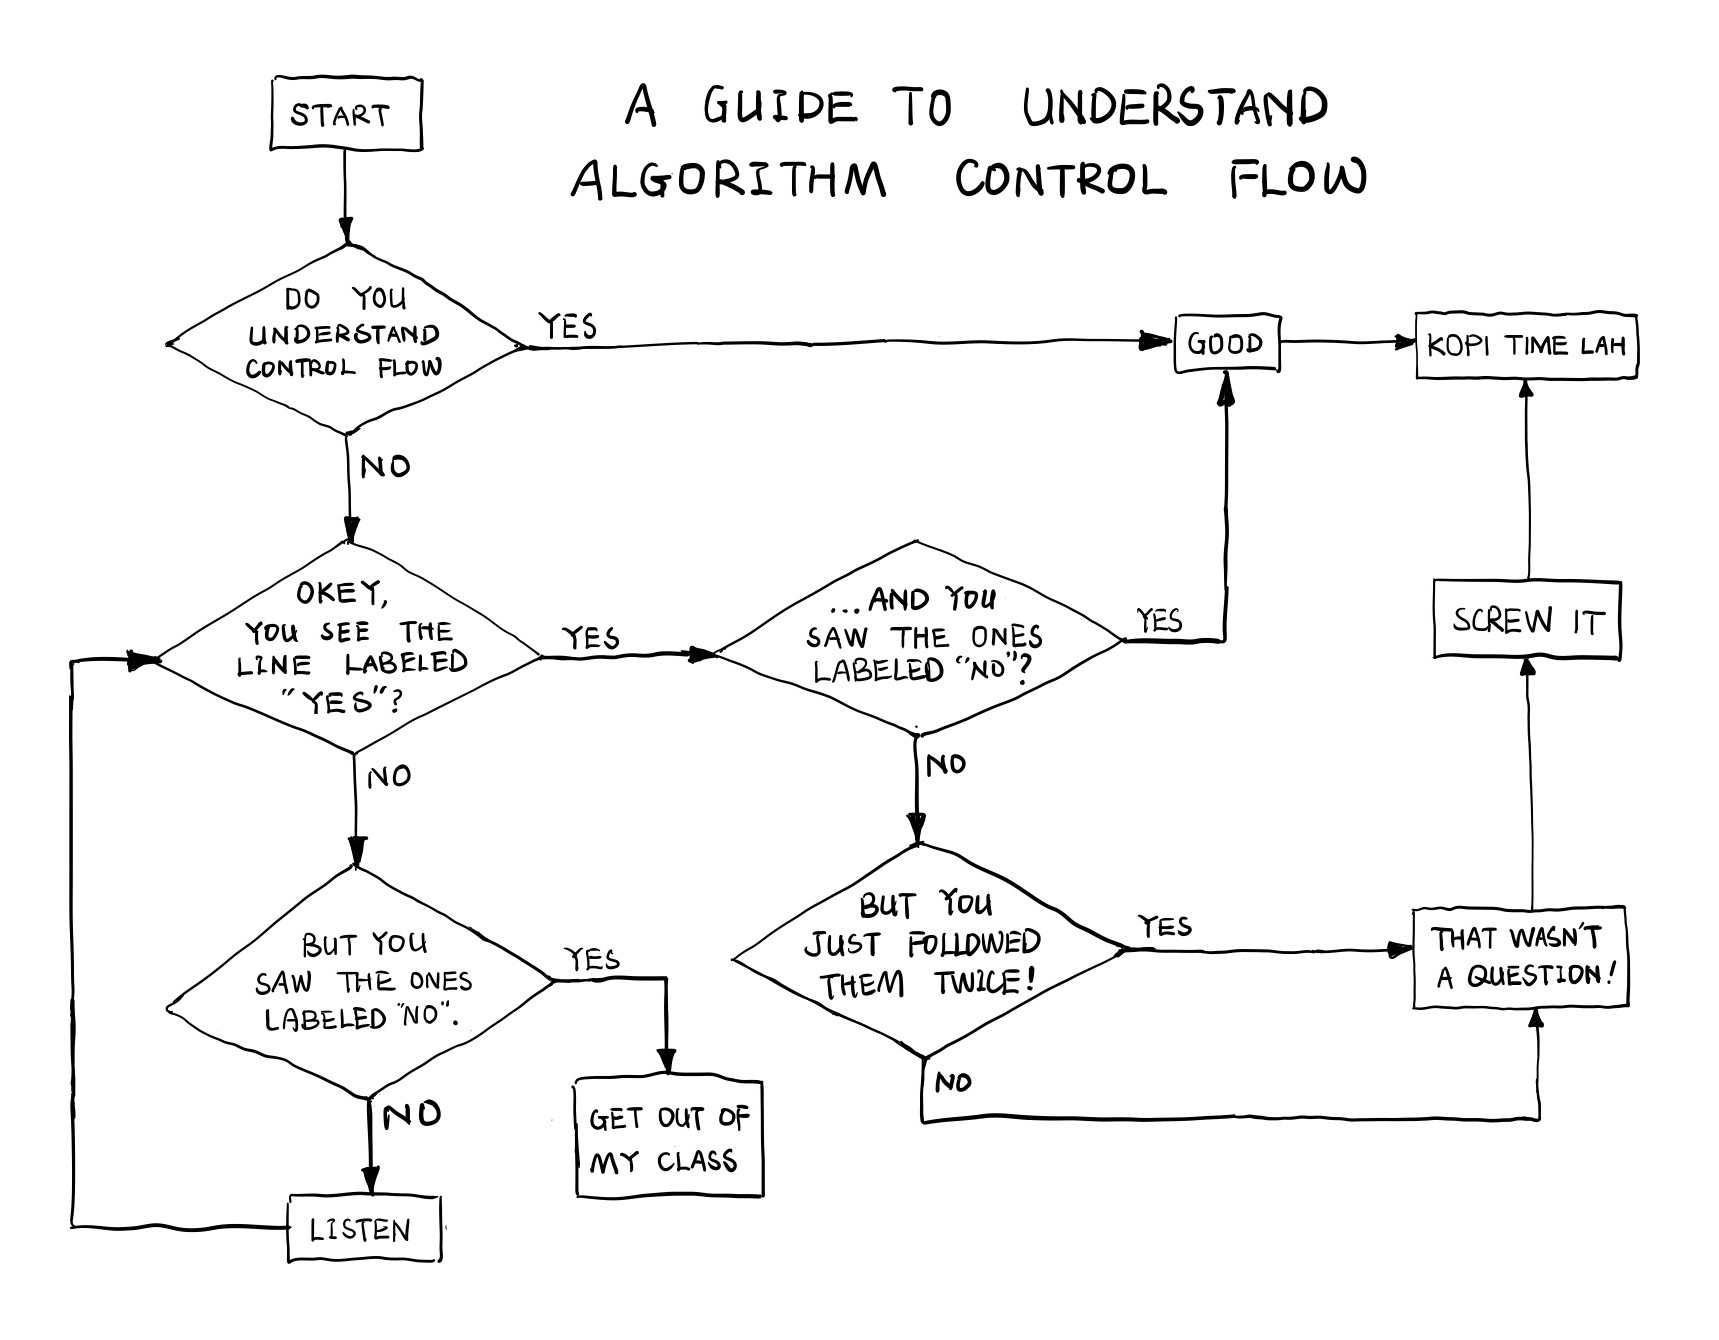 START
A GUIDE TO UNDERSTAND
ALGORITHM CONTROL FLOW
DO YOU
UNDERSTAND
CONTROL FLOW
YES
GOOD
KOPI TIME LAH
NO
OKEY,
YOU SEE THE
LINE LABELED
"YES"?
YES
...AND YOU
SAW THE ONES
LABELED "NO"?
YES
SCREW IT
NO
NO
BUT YOU
SAW THE ONES
LABELED "NO".
YES
BUT YOU
JUST FOLLOWED
THEM TWICE!
YES
THAT WASN'T
A QUESTION!
NO
NO
GET OUT OF
MY CLASS
LISTEN